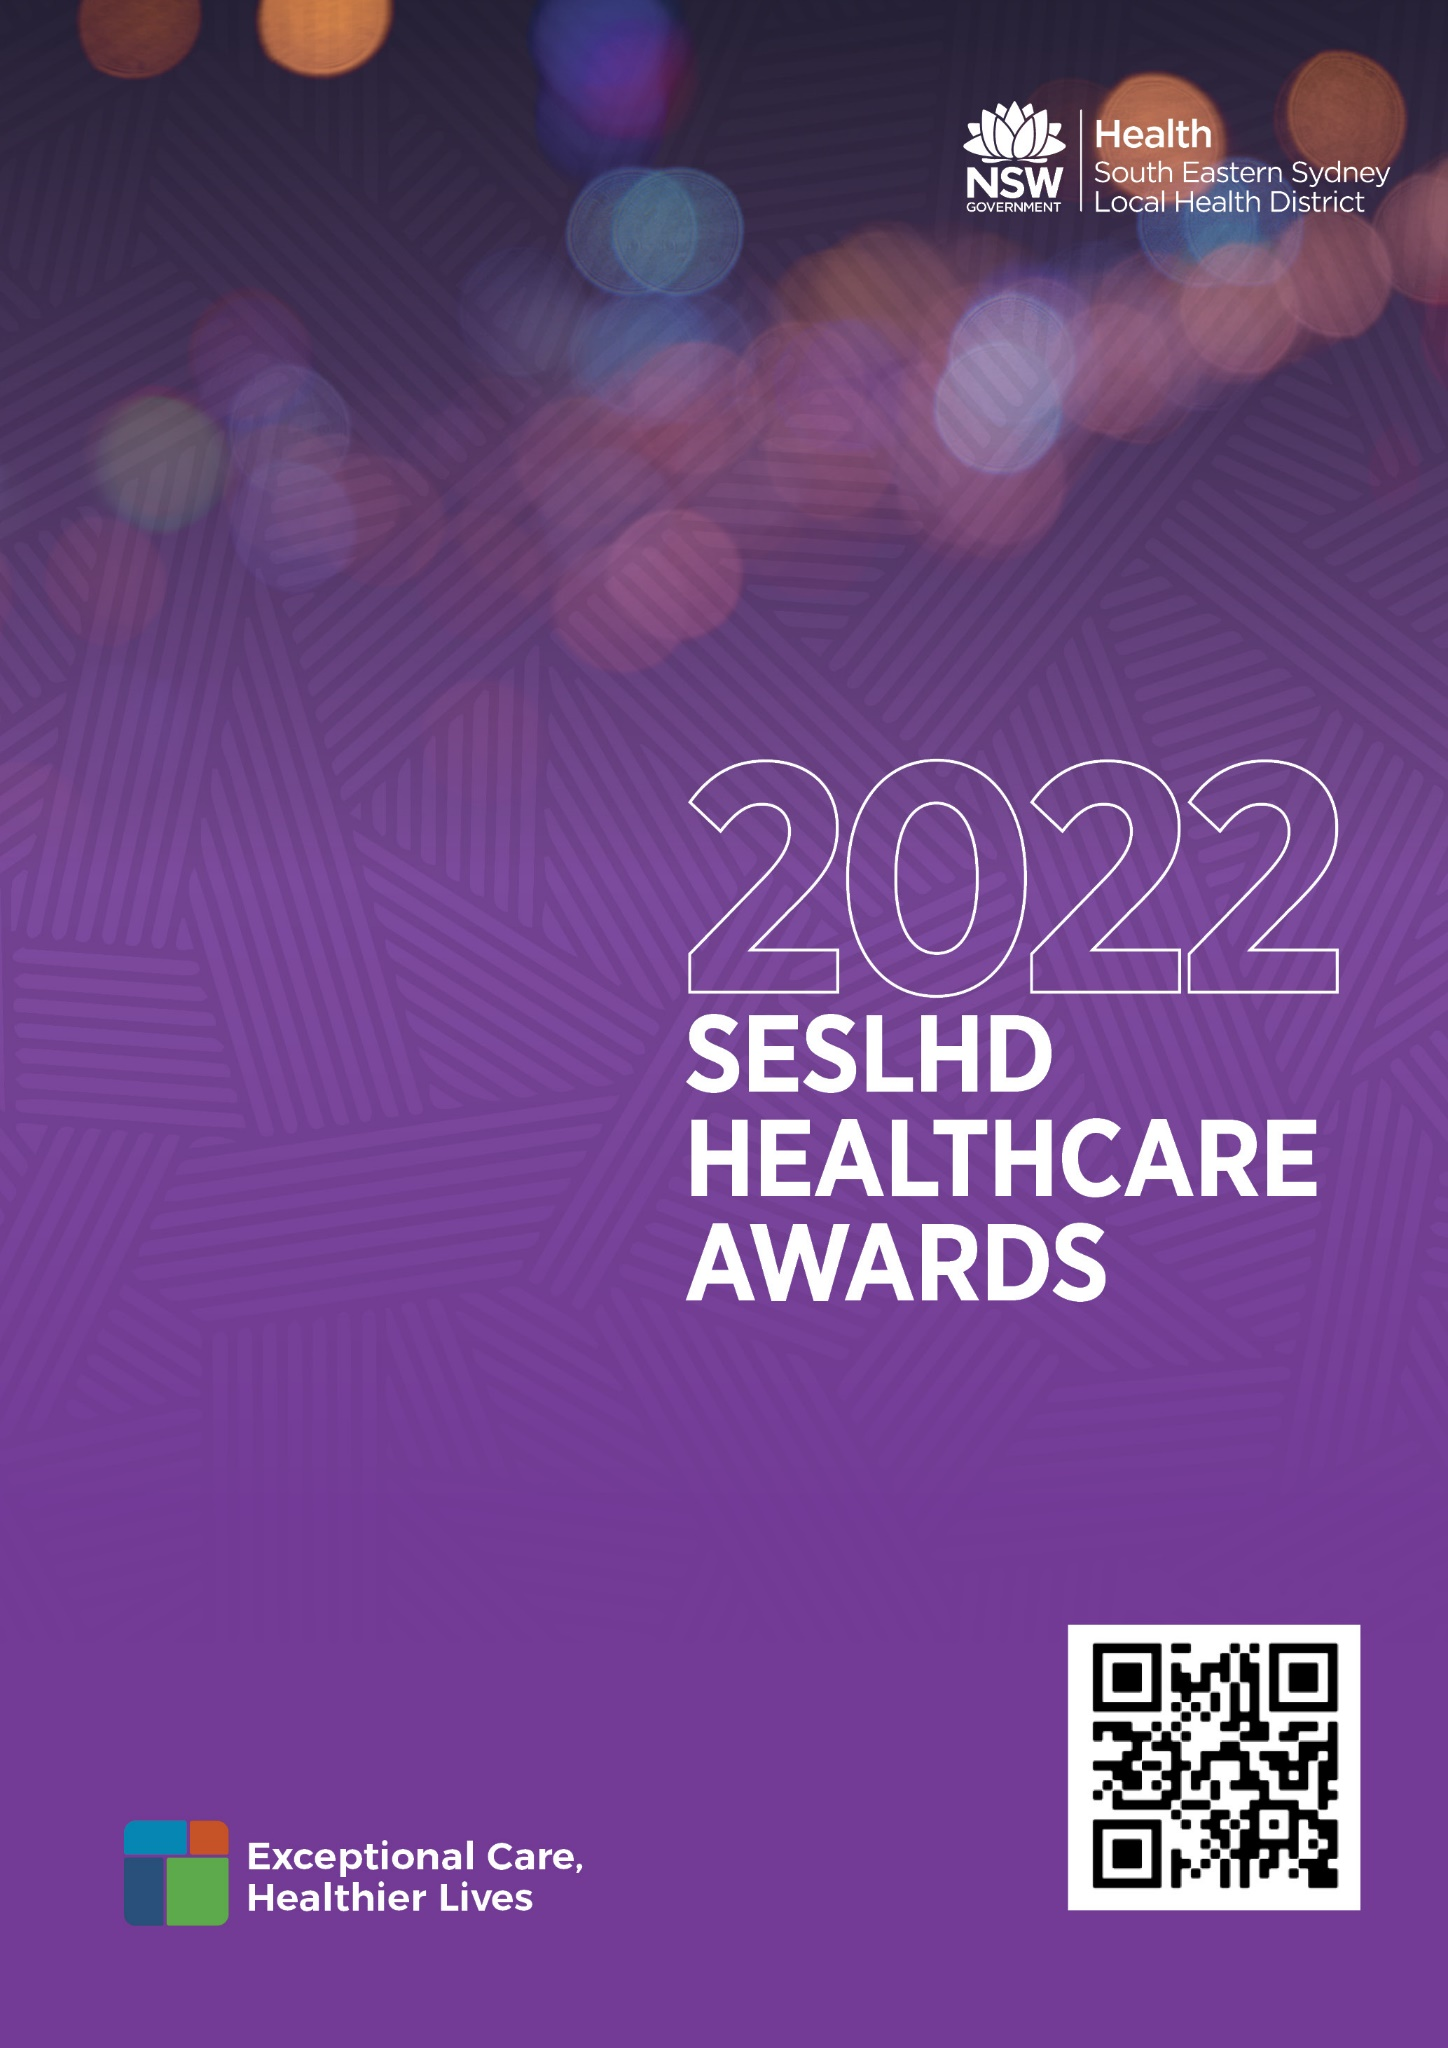 NSW
GOVERNMENT
Health
South Eastern Sydney
Local Health District
2022
SESLHD
HEALTHCARE
AWARDS
Exceptional Care,
Healthier Lives